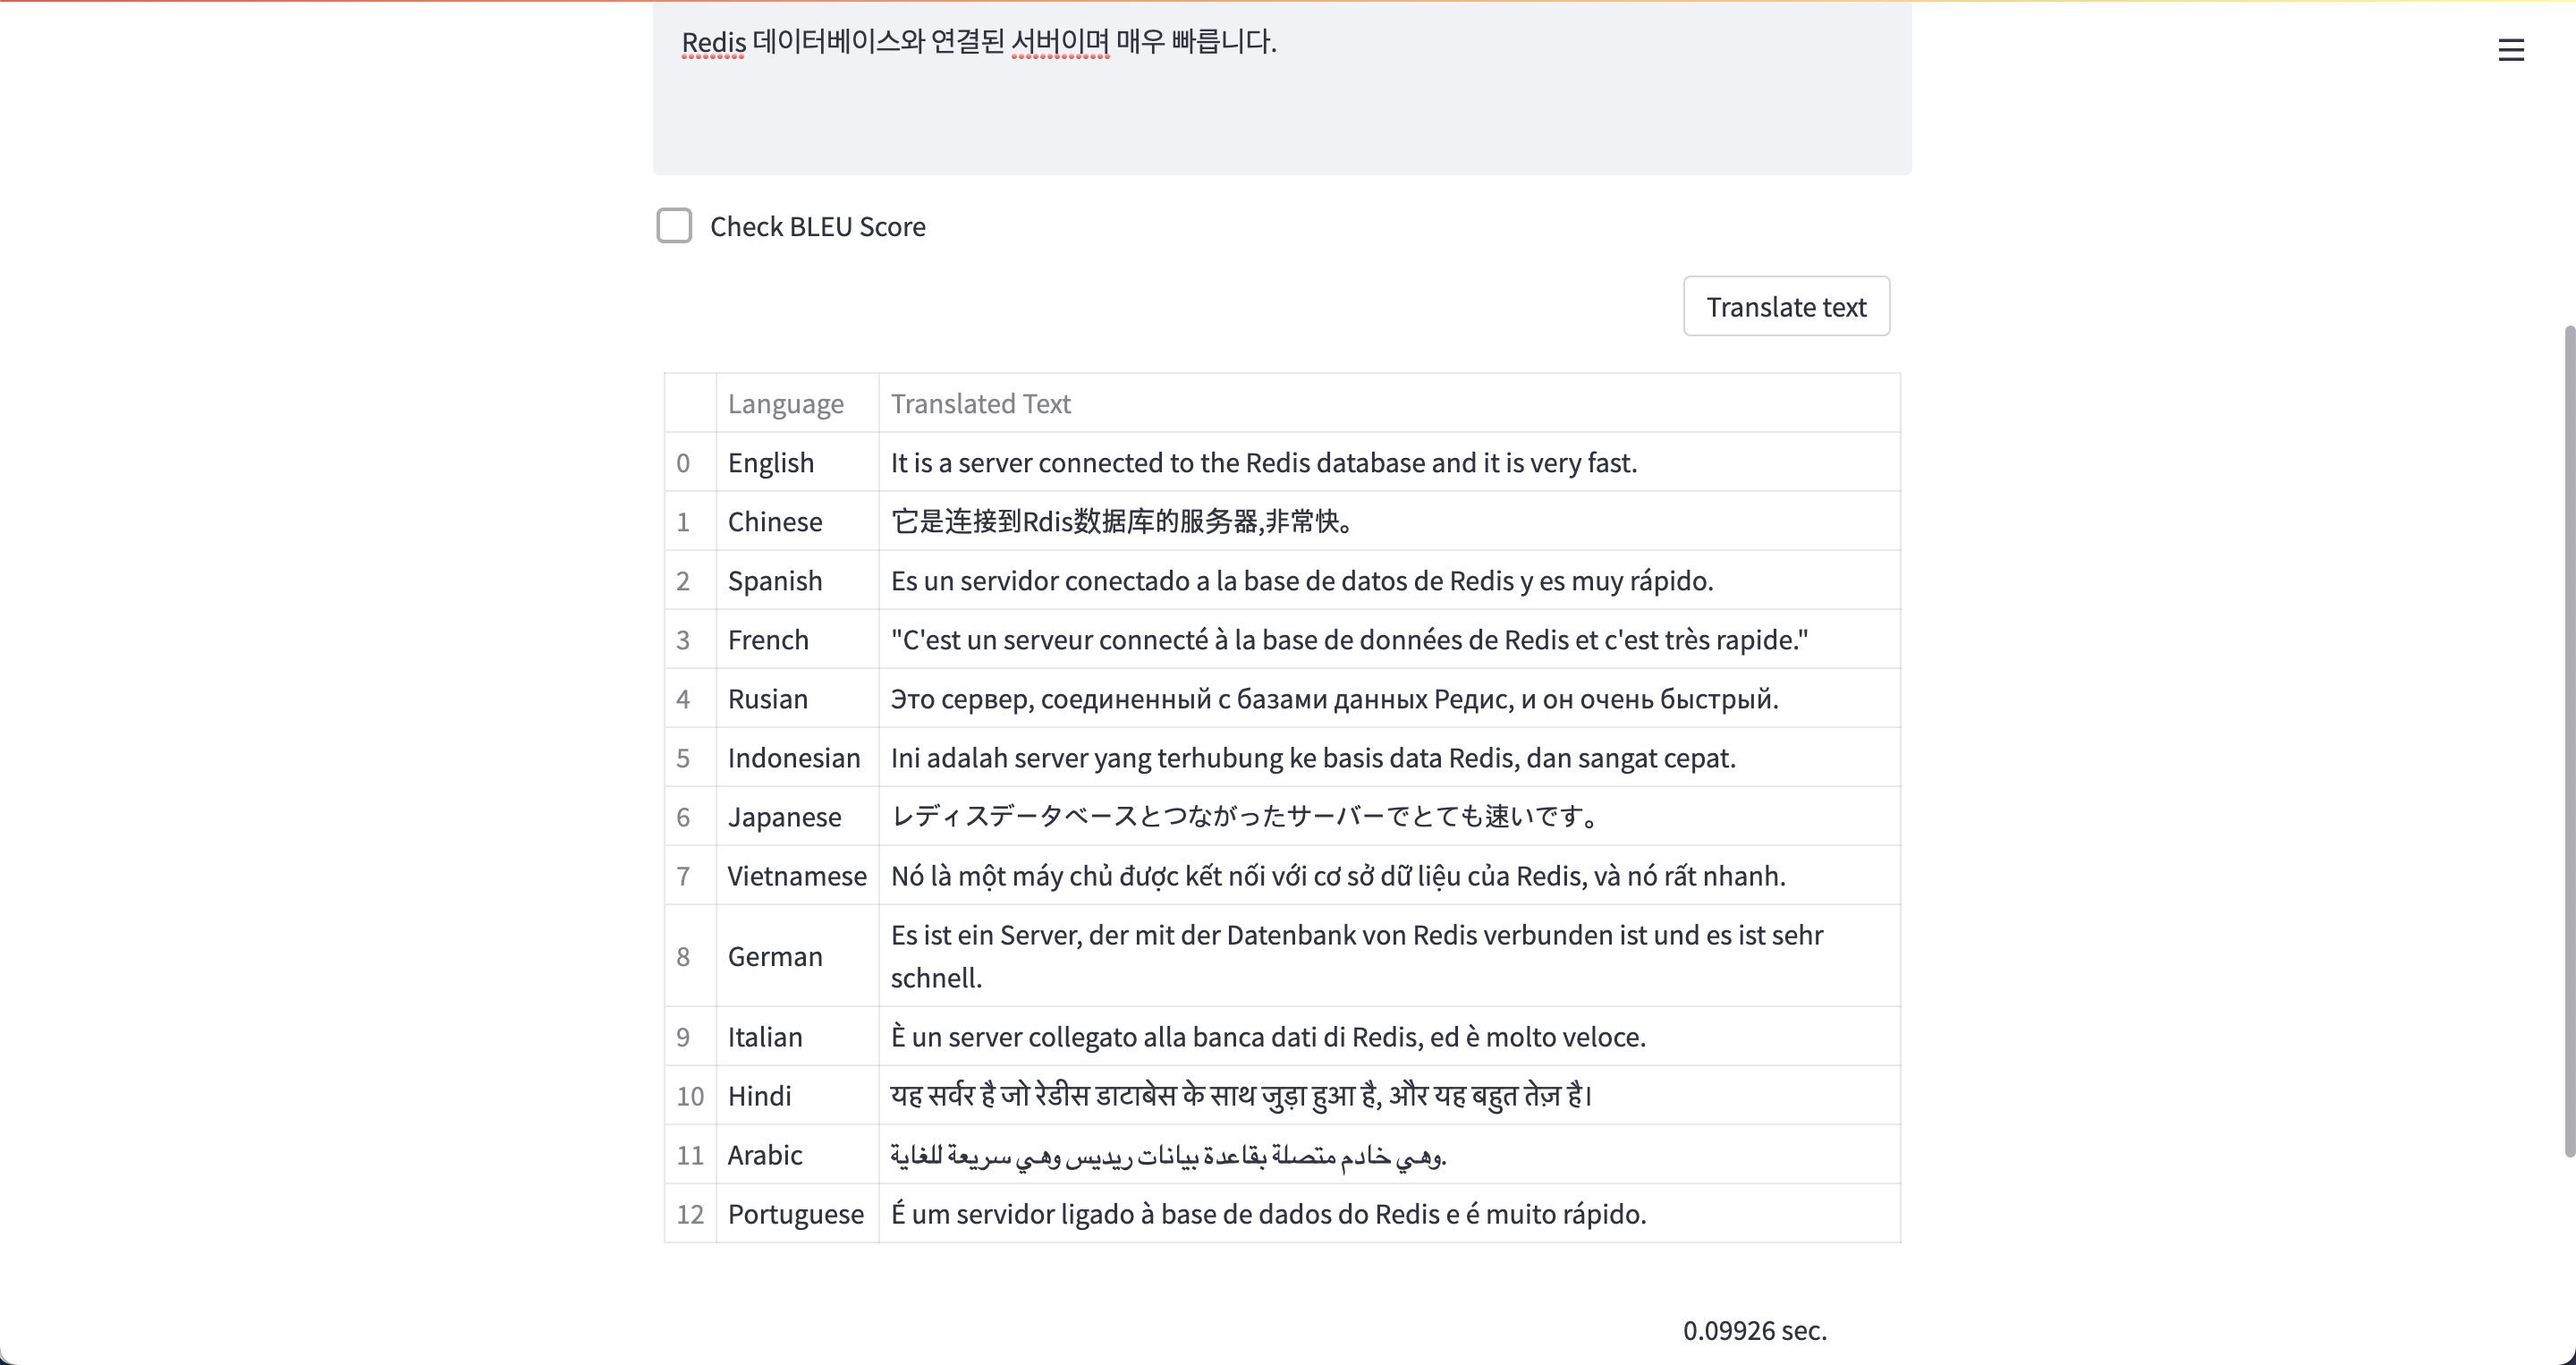 Redis 데이터베이스와 연결된 서버이며 매우 빠릅니다.
Check BLEU Score
Translate text
Language Translated Text
0 English It is a server connected to the Redis database and it is very fast.
1 Chinese 它是连接到Rdis数据库的服务器,非常快。
2 Spanish Es un servidor conectado a la base de datos de Redis y es muy rápido.
3 French "C'est un serveur connecté à la base de données de Redis et c'est très rapide."
4 Rusian Это сервер, соединенный с базами данных Редис, и он очень быстрый.
5 Indonesian Ini adalah server yang terhubung ke basis data Redis, dan sangat cepat.
6 Japanese レディスデータベースとつながったサーバーでとても速いです。
7 Vietnamese Nó là một máy chủ được kết nối với cơ sở dữ liệu của Redis, và nó rất nhanh.
8 German Es ist ein Server, der mit der Datenbank von Redis verbunden ist und es ist sehr
schnell.
9 Italian È un server collegato alla banca dati di Redis, ed è molto veloce.
10 Hindi यह सर्वर है जो रेडीस डाटाबेस के साथ जुड़ा हुआ है, और यह बहुत तेज़ है।
11 Arabic وهي خادم متصلة بقاعدة بيانات ريديس وهي سريعة للغاية.
12 Portuguese É um servidor ligado à base de dados do Redis e é muito rápido.
0.09926 sec.